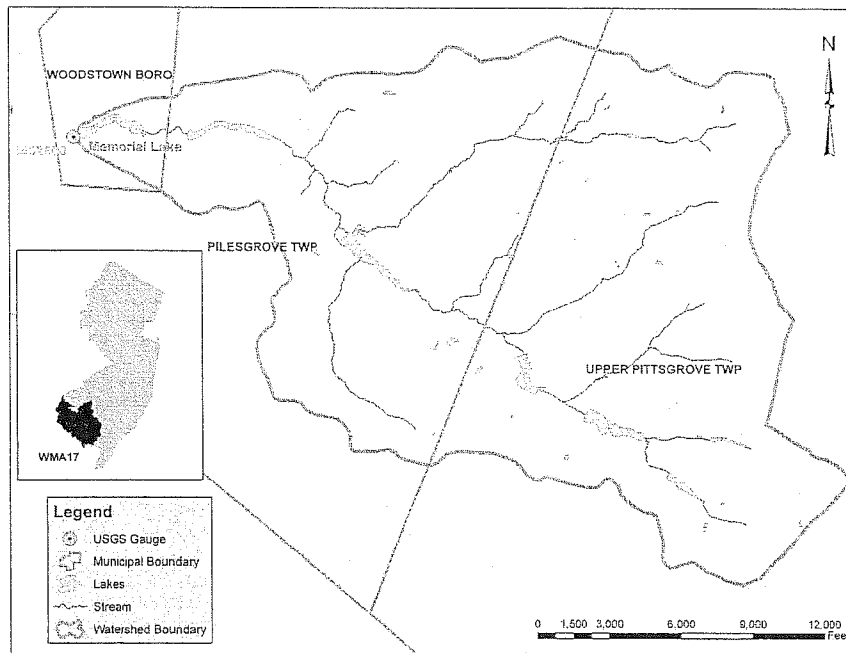 N
WOODSTOWN BORO
Memorial Lake
PILESGROVE TWP
UPPER PITTSGROVE TWP
WMA17
Legend
USGS Gauge
Municipal Boundary
Lakes
Stream
Watershed Boundary
0 1,500 3,000 6,000 9,000 12,000
Feet